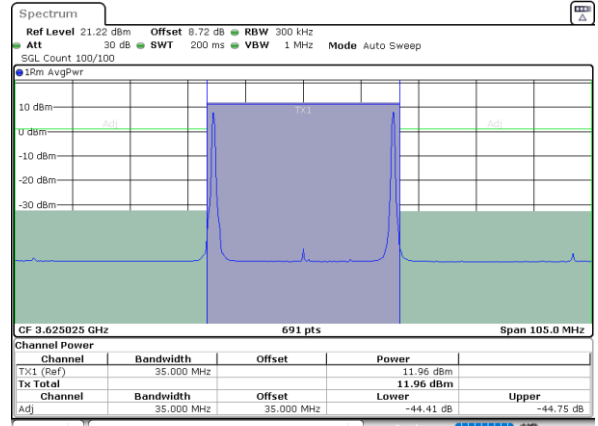 Spectrum
Ref Level 21.22 dBm Offset 8.72 dB RBW 300 kHz
Att 30 dB SWT 200 ms VBW 1 MHz Mode Auto Sweep
SGL Count 100/100
1Rm AvgPwr
10 dBm
TX1
Adj Adj
0 dBm
-10 dBm
-20 dBm
-30 dBm
CF 3.625025 GHz 691 pts Span 105.0 MHz
Channel Power
Channel Bandwidth Offset Power
TX1 (Ref) 35.000 MHz 11.96 dBm
Tx Total 11.96 dBm
Channel Bandwidth Offset Lower Upper
Adj 35.000 MHz 35.000 MHz -44.41 dB -44.75 dB